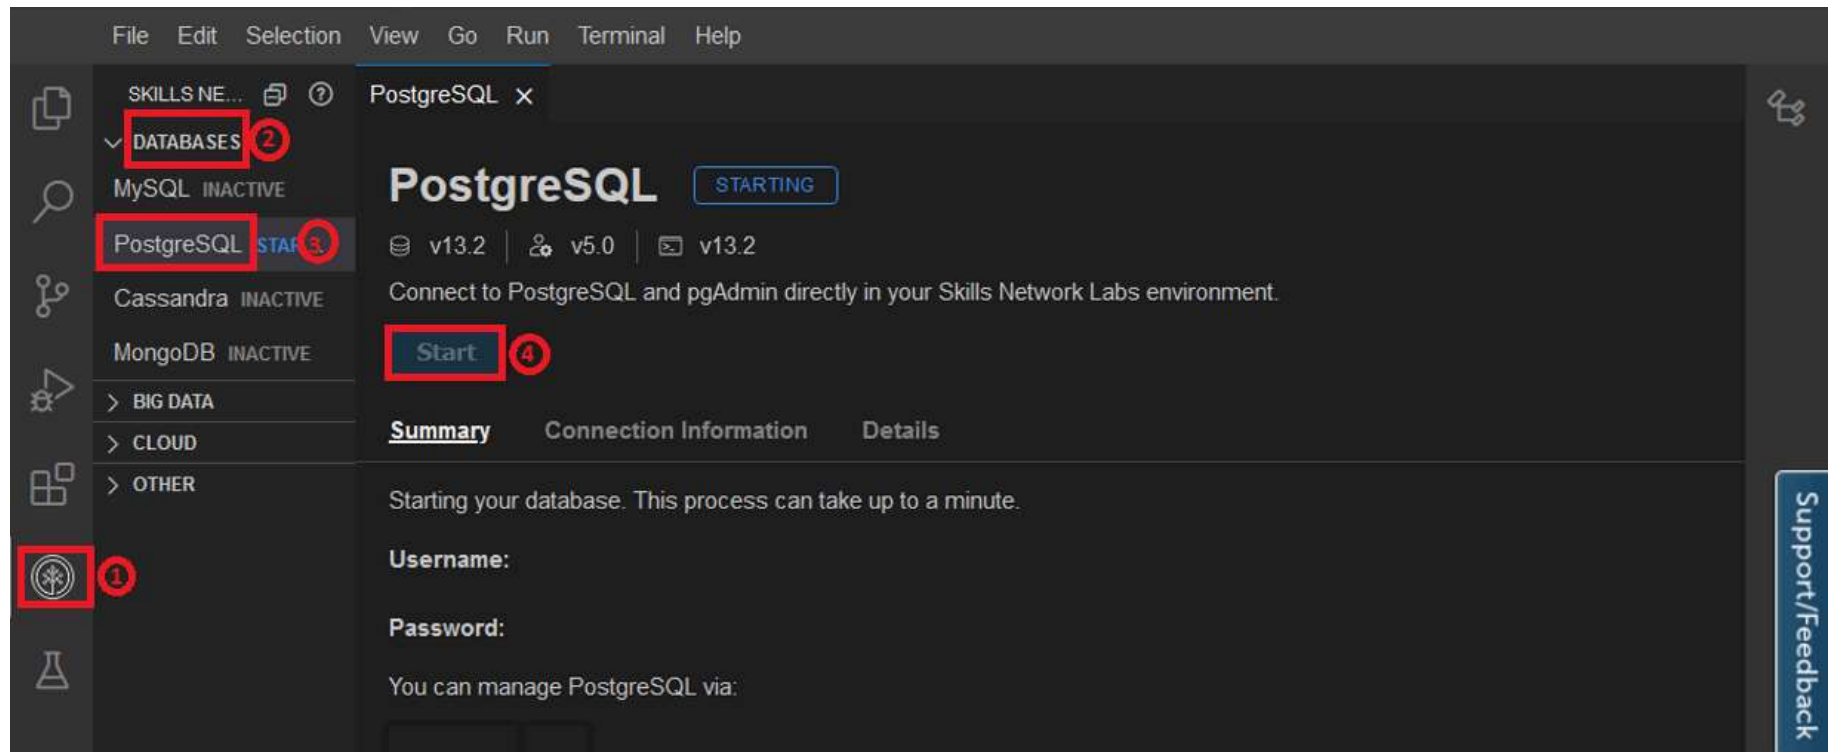 File Edit Selection View Go Run Terminal Help
SKILLS NE...
PostgreSQL
DATABASES 2
MySQL INACTIVE
PostgreSQL 3
Cassandra INACTIVE
MongoDB INACTIVE
BIG DATA
CLOUD
OTHER
1
PostgreSQL STARTING
v13.2 v5.0 v13.2
Connect to PostgreSQL and pgAdmin directly in your Skills Network Labs environment.
Start 4
Summary Connection Information Details
Starting your database. This process can take up to a minute.
Username:
Password:
You can manage PostgreSQL via:
Support/Feedback